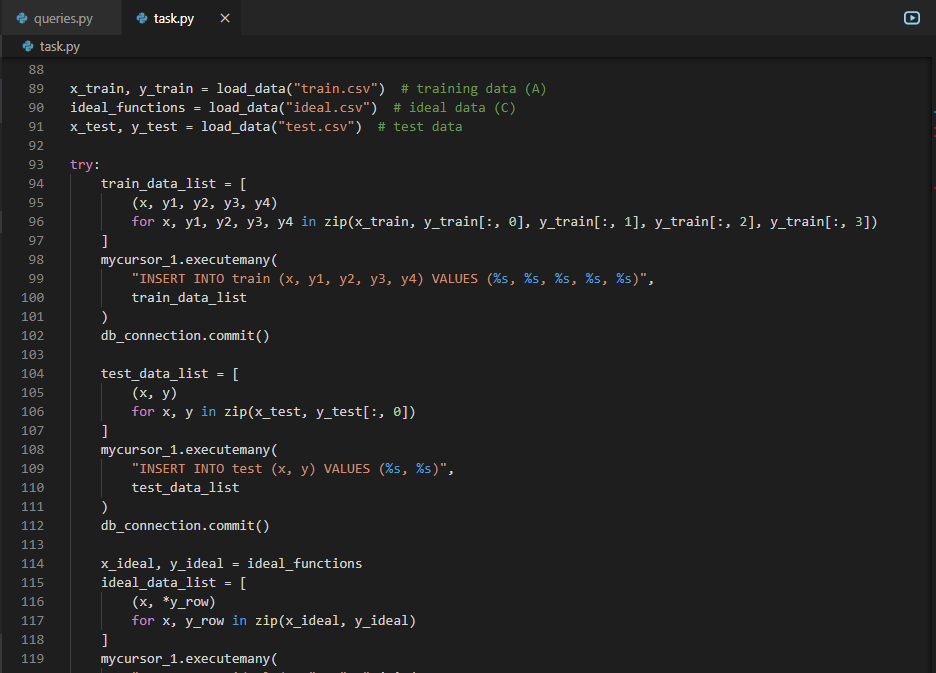 queries.py
task.py
task.py
88
89 x_train, y_train = load_data("train.csv")  # training data (A)
90 ideal_functions = load_data("ideal.csv")  # ideal data (C)
91 x_test, y_test = load_data("test.csv")  # test data
92
93 try:
94     train_data_list = [
95         (x, y1, y2, y3, y4)
96         for x, y1, y2, y3, y4 in zip(x_train, y_train[:, 0], y_train[:, 1], y_train[:, 2], y_train[:, 3])
97     ]
98     mycursor_1.executemany(
99         "INSERT INTO train (x, y1, y2, y3, y4) VALUES (%s, %s, %s, %s, %s)",
100         train_data_list
101     )
102     db_connection.commit()
103
104     test_data_list = [
105         (x, y)
106         for x, y in zip(x_test, y_test[:, 0])
107     ]
108     mycursor_1.executemany(
109         "INSERT INTO test (x, y) VALUES (%s, %s)",
110         test_data_list
111     )
112     db_connection.commit()
113
114     x_ideal, y_ideal = ideal_functions
115     ideal_data_list = [
116         (x, *y_row)
117         for x, y_row in zip(x_ideal, y_ideal)
118     ]
119     mycursor_1.executemany(